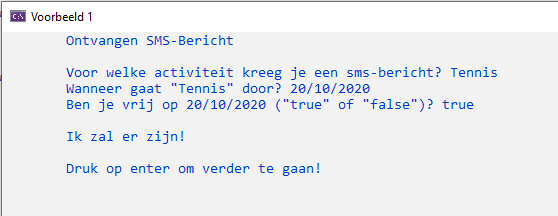 Voorbeeld 1
Ontvangen SMS-Bericht
Voor welke activiteit kreeg je een sms-bericht? Tennis
Wanneer gaat "Tennis" door? 20/10/2020
Ben je vrij op 20/10/2020 ("true" of "false")? true
Ik zal er zijn!
Druk op enter om verder te gaan!